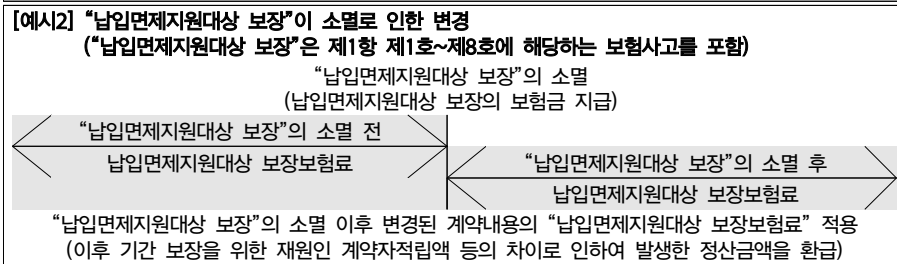 [예시2] “납입면제지원대상 보장”이 소멸로 인한 변경
(“납입면제지원대상 보장”은 제1항 제1호~제8호에 해당하는 보험사고를 포함)
“납입면제지원대상 보장”의 소멸
(납입면제지원대상 보장의 보험금 지급)
“납입면제지원대상 보장”의 소멸 전
납입면제지원대상 보장보험료
“납입면제지원대상 보장”의 소멸 후
납입면제지원대상 보장보험료
“납입면제지원대상 보장”의 소멸 이후 변경된 계약내용의 “납입면제지원대상 보장보험료” 적용
(이후 기간 보장을 위한 재원인 계약자적립액 등의 차이로 인하여 발생한 정산금액을 환급)